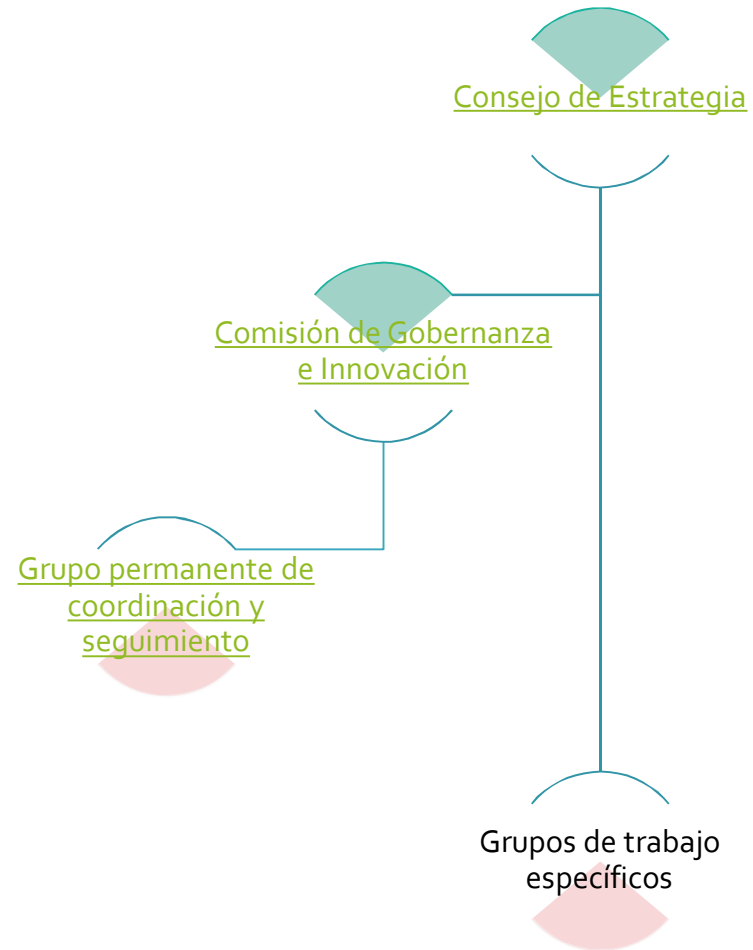 Consejo de Estrategia
Comisión de Gobernanza
e Innovación
Grupo permanente de
coordinación y
seguimiento
Grupos de trabajo
específicos